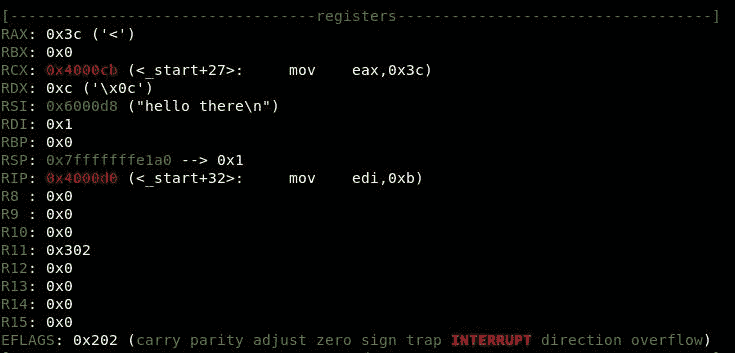 [----------------------------------registers-----------------------------------]
RAX: 0x3c ('<')
RBX: 0x0
RCX: 0x4000cb (<_start+27>:     mov    eax,0x3c)
RDX: 0xc ('\x0c')
RSI: 0x6000d8 ("hello there\n")
RDI: 0x1
RBP: 0x0
RSP: 0x7fffffffe1a0 --> 0x1
RIP: 0x4000d0 (<_start+32>:     mov    edi,0xb)
R8 : 0x0
R9 : 0x0
R10: 0x0
R11: 0x302
R12: 0x0
R13: 0x0
R14: 0x0
R15: 0x0
EFLAGS: 0x202 (carry parity adjust zero sign trap INTERRUPT direction overflow)